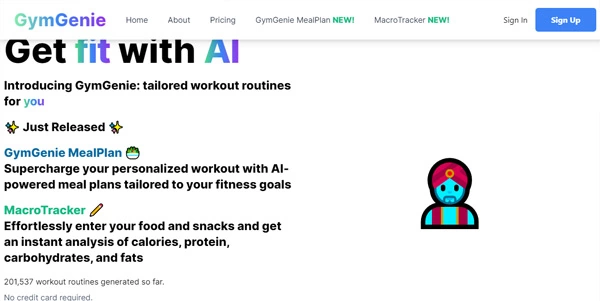 GymGenie
Home
About
Pricing
GymGenie MealPlan NEW!
MacroTracker NEW!
Sign In
Sign Up
Get fit with AI
Introducing GymGenie: tailored workout routines
for you
✨ Just Released ✨
GymGenie MealPlan 🥗
Supercharge your personalized workout with AI-
powered meal plans tailored to your fitness goals
MacroTracker ✏️
Effortlessly enter your food and snacks and get
an instant analysis of calories, protein,
carbohydrates, and fats
201,537 workout routines generated so far.
No credit card required.